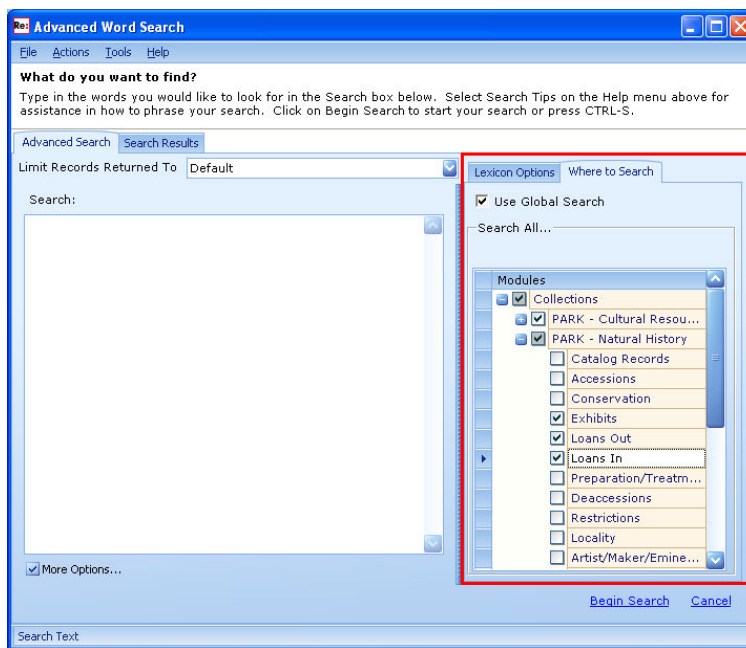 Re: Advanced Word Search
File Actions Tools Help
What do you want to find?
Type in the words you would like to look for in the Search box below. Select Search Tips on the Help menu above for
assistance in how to phrase your search. Click on Begin Search to start your search or press CTRL-S.
Advanced Search Search Results
Limit Records Returned To Default
Search:
More Options...
Lexicon Options Where to Search
Use Global Search
Search All...
Modules
Collections
PARK - Cultural Resou...
PARK - Natural History
Catalog Records
Accessions
Conservation
Exhibits
Loans Out
Loans In
Preparation/Treatm...
Deaccessions
Restrictions
Locality
Artist/Maker/Emine...
Begin Search Cancel
Search Text